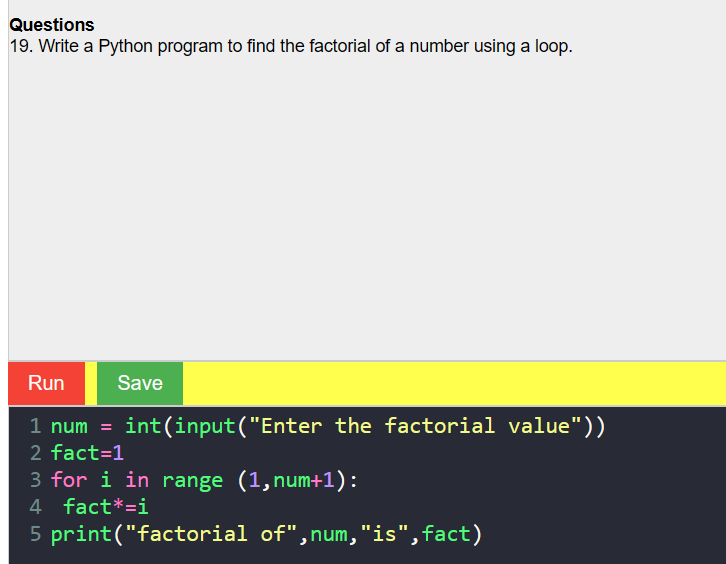 Questions
19. Write a Python program to find the factorial of a number using a loop.
Run Save
1 num = int(input("Enter the factorial value"))
2 fact=1
3 for i in range (1,num+1):
4  fact*=i
5 print("factorial of",num,"is",fact)